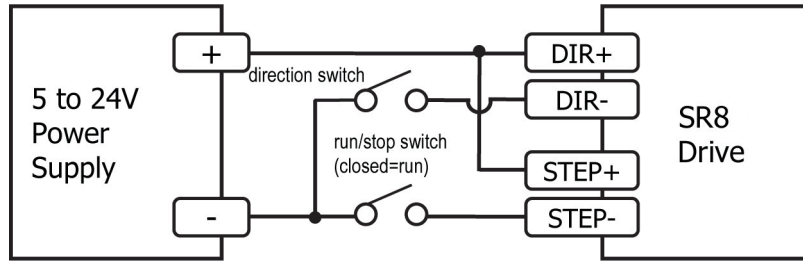 5 to 24V
Power
Supply
+
-
direction switch
run/stop switch
(closed=run)
DIR+
DIR-
STEP+
STEP-
SR8
Drive